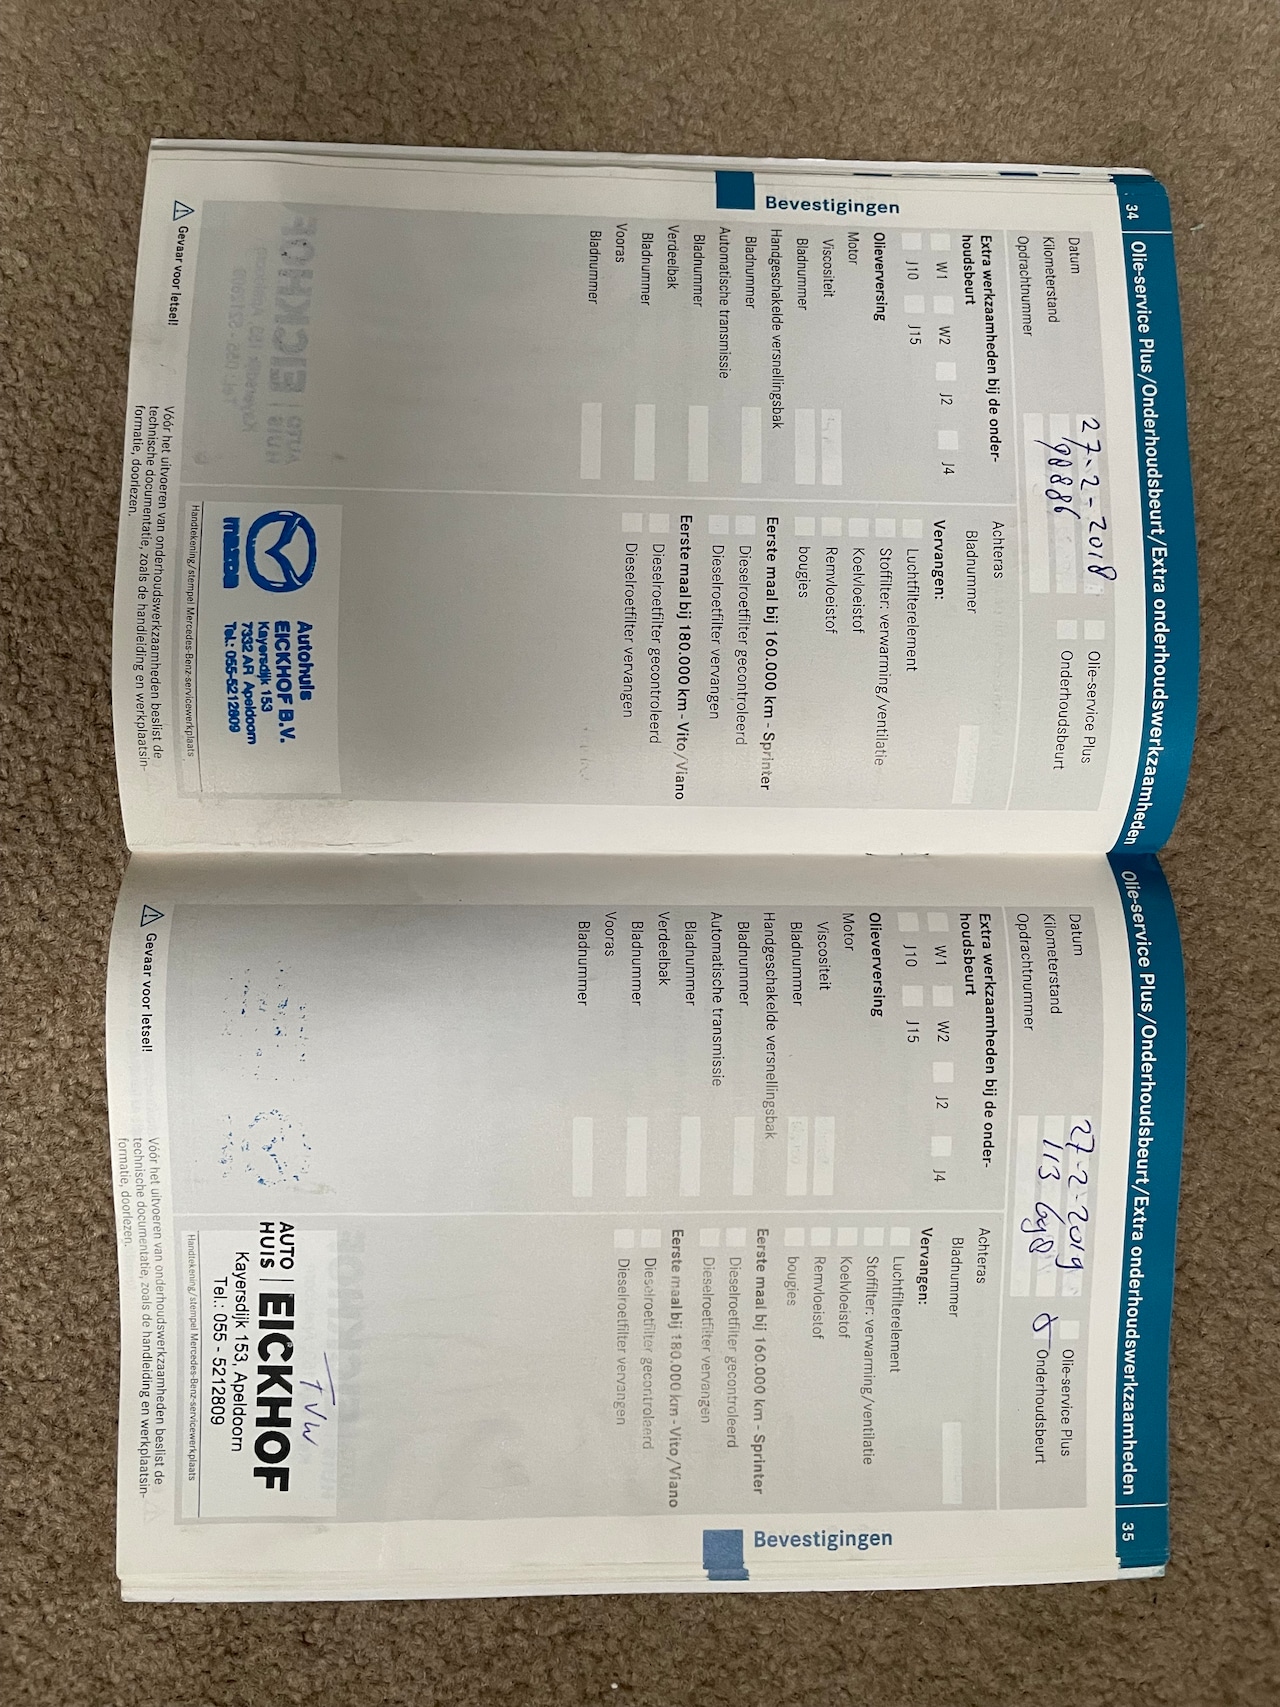 34 Olie-service Plus/Onderhoudsbeurt/Extra onderhoudswerkzaamheden
Datum 27-2-2018
Kilometerstand 90886
Opdrachtnummer
Olie-service Plus
Onderhoudsbeurt
Extra werkzaamheden bij de onder-
houdsbeurt
W1 W2 J2 J4
J10 J15
Olieverversing
Motor
Viscositeit
Bladnummer
Handgeschakelde versnellingsbak
Bladnummer
Automatische transmissie
Bladnummer
Verdeelbak
Bladnummer
Vooras
Bladnummer
Achteras
Bladnummer
Vervangen:
Luchtfilterelement
Stoffilter: verwarming/ventilatie
Koelvloeistof
Remvloeistof
bougies
Eerste maal bij 160.000 km - Sprinter
Dieselroetfilter gecontroleerd
Dieselroetfilter vervangen
Eerste maal bij 180.000 km - Vito/Viano
Dieselroetfilter gecontroleerd
Dieselroetfilter vervangen
Bevestigingen
mazda
Autohuis
EICKHOF B.V.
Kayersdijk 153
7332 AR Apeldoorn
Tel.: 055-5212809
Handtekening/stempel Mercedes-Benz-servicewerkplaats
Gevaar voor letsel!
Vóór het uitvoeren van onderhoudswerkzaamheden beslist de
technische documentatie, zoals de handleiding en werkplaatsin-
formatie, doorlezen.
Olie-service Plus/Onderhoudsbeurt/Extra onderhoudswerkzaamheden 35
Datum 27-2-2019
Kilometerstand 113 698
Opdrachtnummer
Olie-service Plus
Onderhoudsbeurt
Extra werkzaamheden bij de onder-
houdsbeurt
W1 W2 J2 J4
J10 J15
Olieverversing
Motor
Viscositeit
Bladnummer
Handgeschakelde versnellingsbak
Bladnummer
Automatische transmissie
Bladnummer
Verdeelbak
Bladnummer
Vooras
Bladnummer
Achteras
Bladnummer
Vervangen:
Luchtfilterelement
Stoffilter: verwarming/ventilatie
Koelvloeistof
Remvloeistof
bougies
Eerste maal bij 160.000 km - Sprinter
Dieselroetfilter gecontroleerd
Dieselroetfilter vervangen
Eerste maal bij 180.000 km - Vito/Viano
Dieselroetfilter gecontroleerd
Dieselroetfilter vervangen
Bevestigingen
TVW
AUTO HUIS EICKHOF
Kayersdijk 153, Apeldoorn
Tel.: 055 - 5212809
Handtekening/stempel Mercedes-Benz-servicewerkplaats
Gevaar voor letsel!
Vóór het uitvoeren van onderhoudswerkzaamheden beslist de
technische documentatie, zoals de handleiding en werkplaatsin-
formatie, doorlezen.